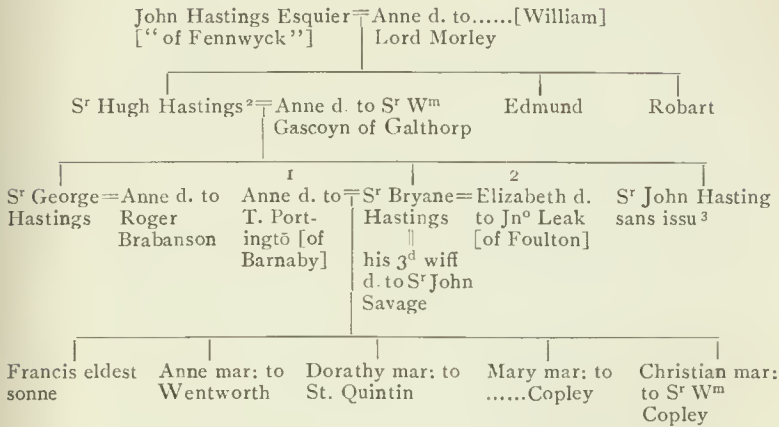 John Hastings Esquier = Anne d. to......[William]
["of Fennwyck"] Lord Morley
Sʳ Hugh Hastings ² = Anne d. to Sʳ Wᵐ Edmund Robart
Gascoyn of Galthorp
1 2
Sʳ George = Anne d. to Anne d. to = Sʳ Bryane = Elizabeth d. Sʳ John Hasting
Hastings Roger T. Port- Hastings to Jnº Leak sans issu ³
Brabanson ingtō [of || [of Foulton]
Barnaby] his 3ᵈ wiff
d. to Sʳ John
Savage
Francis eldest Anne mar: to Dorathy mar: to Mary mar: to Christian mar:
sonne Wentworth St. Quintin ......Copley to Sʳ Wᵐ
Copley